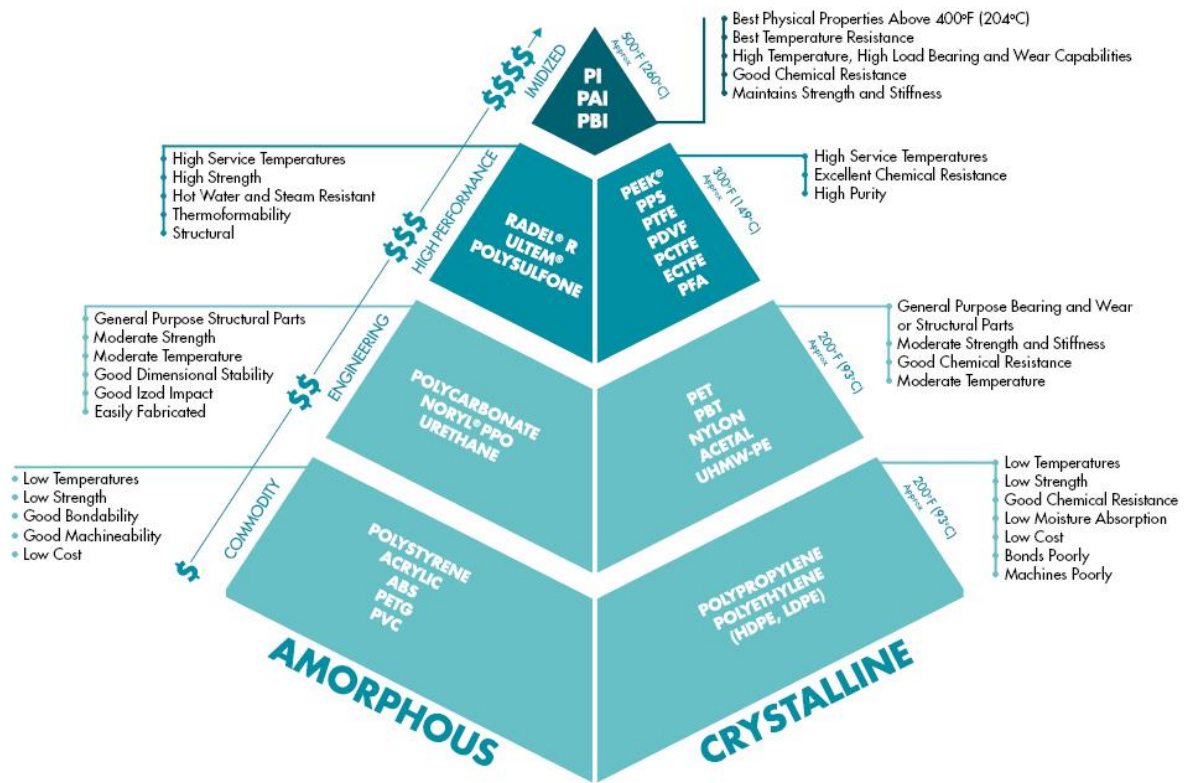 Best Physical Properties Above 400°F (204°C)
Best Temperature Resistance
High Temperature, High Load Bearing and Wear Capabilities
Good Chemical Resistance
Maintains Strength and Stiffness
$$$$
IMIDIZED
500°F (260°C)
Approx
PI
PAI
PBI
High Service Temperatures
High Strength
Hot Water and Steam Resistant
Thermoformability
Structural
$$$
HIGH PERFORMANCE
RADEL® R
ULTEM®
POLYSULFONE
PEEK®
PPS
PTFE
PDVF
PCTFE
ECTFE
PFA
300°F (149°C)
Approx
High Service Temperatures
Excellent Chemical Resistance
High Purity
General Purpose Structural Parts
Moderate Strength
Moderate Temperature
Good Dimensional Stability
Good Izod Impact
Easily Fabricated
$$
ENGINEERING
POLYCARBONATE
NORYL® PPO
URETHANE
PET
PBT
NYLON
ACETAL
UHMW-PE
200°F (93°C)
Approx
General Purpose Bearing and Wear
or Structural Parts
Moderate Strength and Stiffness
Good Chemical Resistance
Moderate Temperature
Low Temperatures
Low Strength
Good Bondability
Good Machineability
Low Cost
$
COMMODITY
POLYSTYRENE
ACRYLIC
ABS
PETG
PVC
POLYPROPYLENE
POLYETHYLENE
(HDPE, LDPE)
200°F (93°C)
Approx
Low Temperatures
Low Strength
Good Chemical Resistance
Low Moisture Absorption
Low Cost
Bonds Poorly
Machines Poorly
AMORPHOUS
CRYSTALLINE